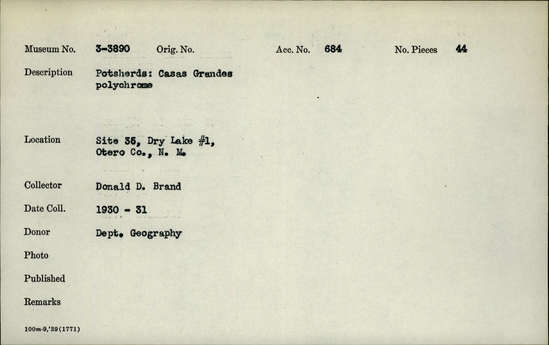 Museum No. 3-3890 Orig. No. Acc. No. 684 No. Pieces 44
Description Potsherds: Casas Grandes
polychrome
Location Site 36, Dry Lake #1,
Otero Co., N. M.
Collector Donald D. Brand
Date Coll. 1930 - 31
Donor Dept. Geography
Photo
Published
Remarks
100m-9,'39(1771)